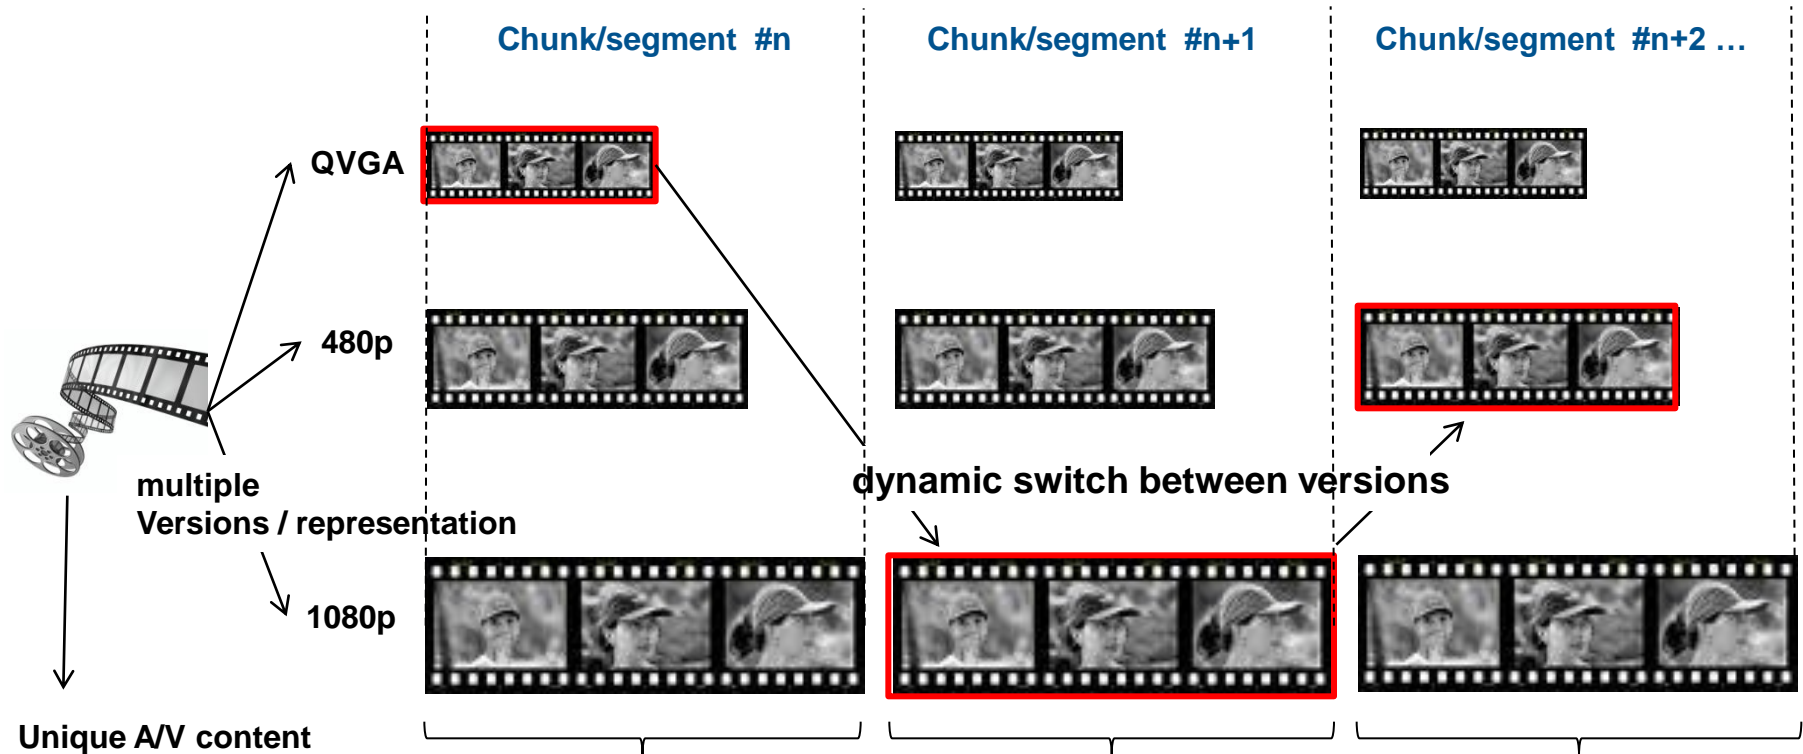 Chunk/segment #n
Chunk/segment #n+1
Chunk/segment #n+2 …
QVGA
480p
multiple
Versions / representation
dynamic switch between versions
1080p
Unique A/V content